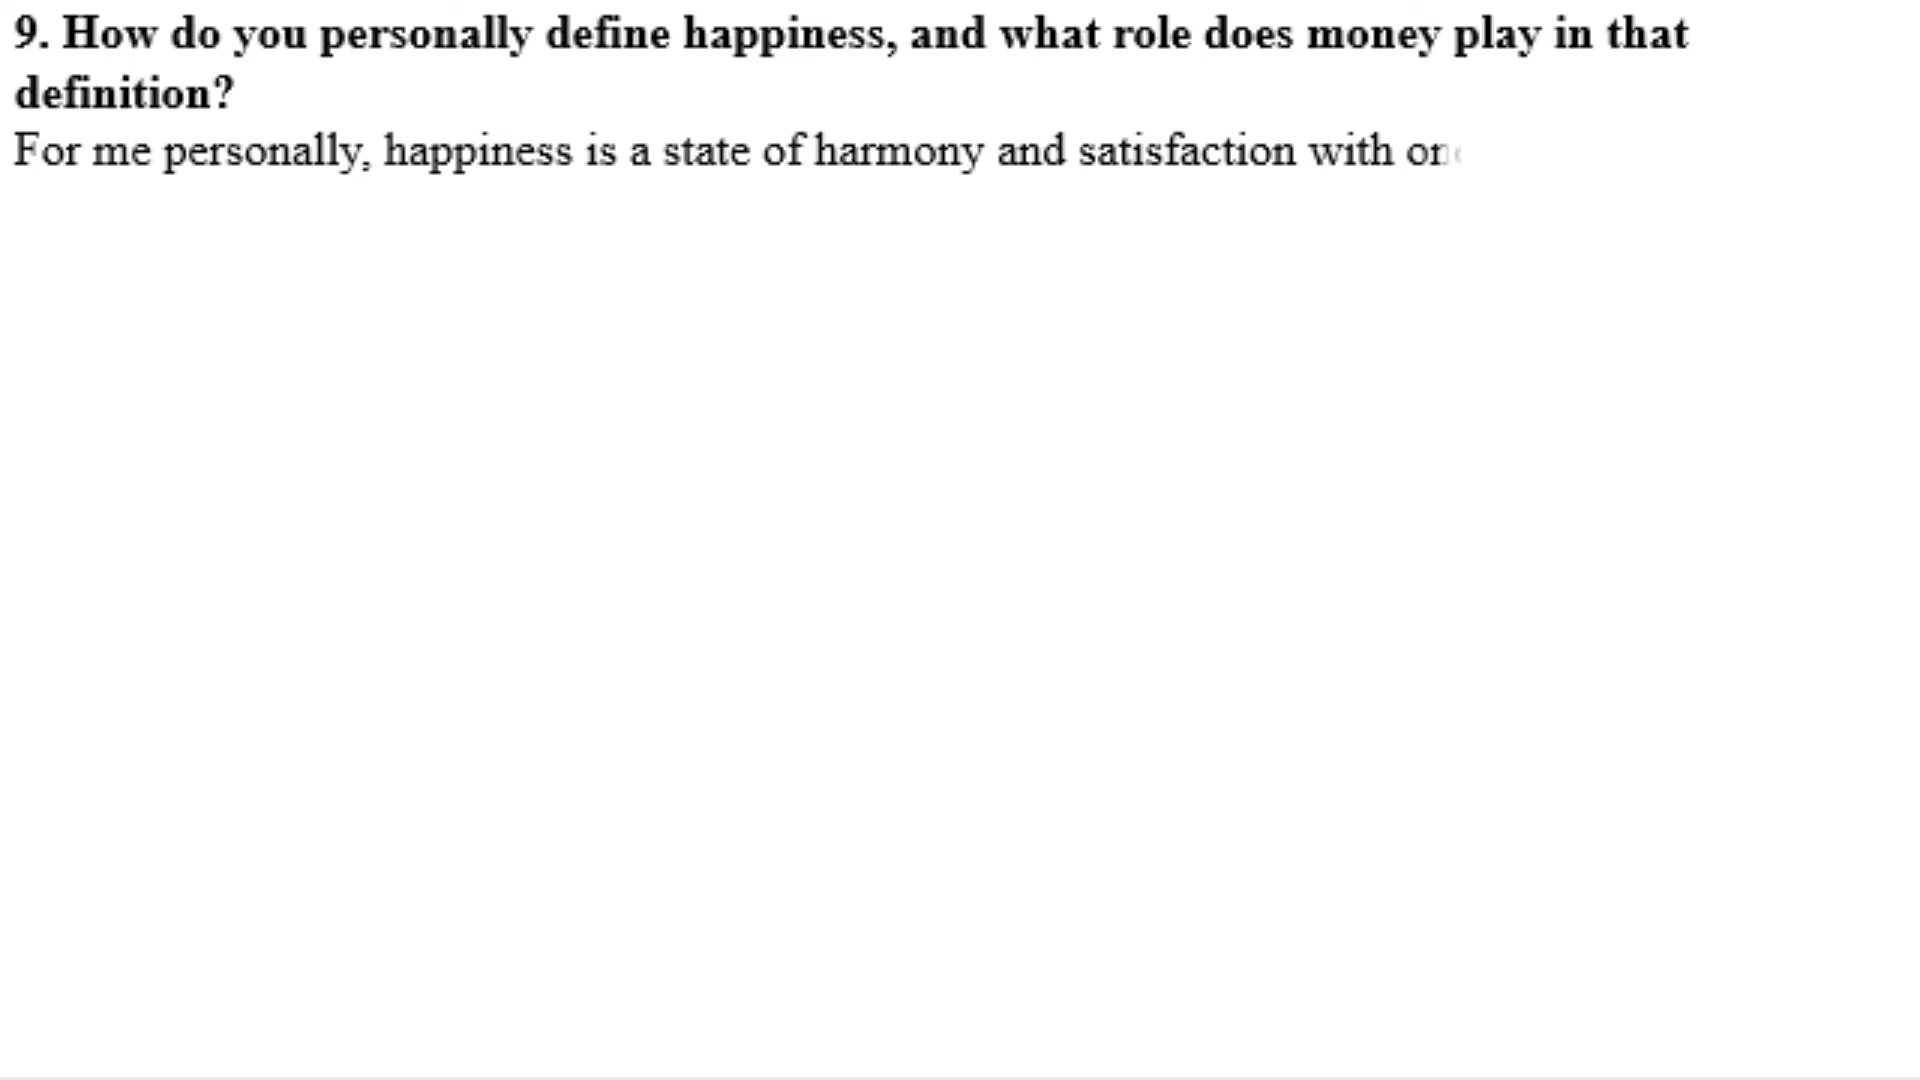 9. How do you personally define happiness, and what role does money play in that
definition?
For me personally, happiness is a state of harmony and satisfaction with